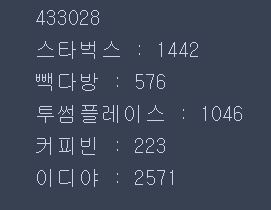 433028
스타벅스 : 1442
빽다방 : 576
투썸플레이스 : 1046
커피빈 : 223
이디야 : 2571